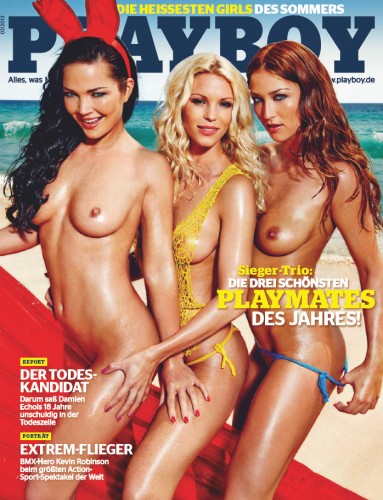 DIE HEISSESTEN GIRLS DES SOMMERS
PLAYBOY
Alles, was
www.playboy.de
Sieger-Trio:
DIE DREI SCHÖNSTEN
PLAYMATES
DES JAHRES!
REPORT
DER TODES-
KANDIDAT
Darum saß Damien
Echols 18 Jahre
unschuldig in der
Todeszelle
PORTRÄT
EXTREM-FLIEGER
BMX-Hero Kevin Robinson
beim größten Action-
Sport-Spektakel der Welt